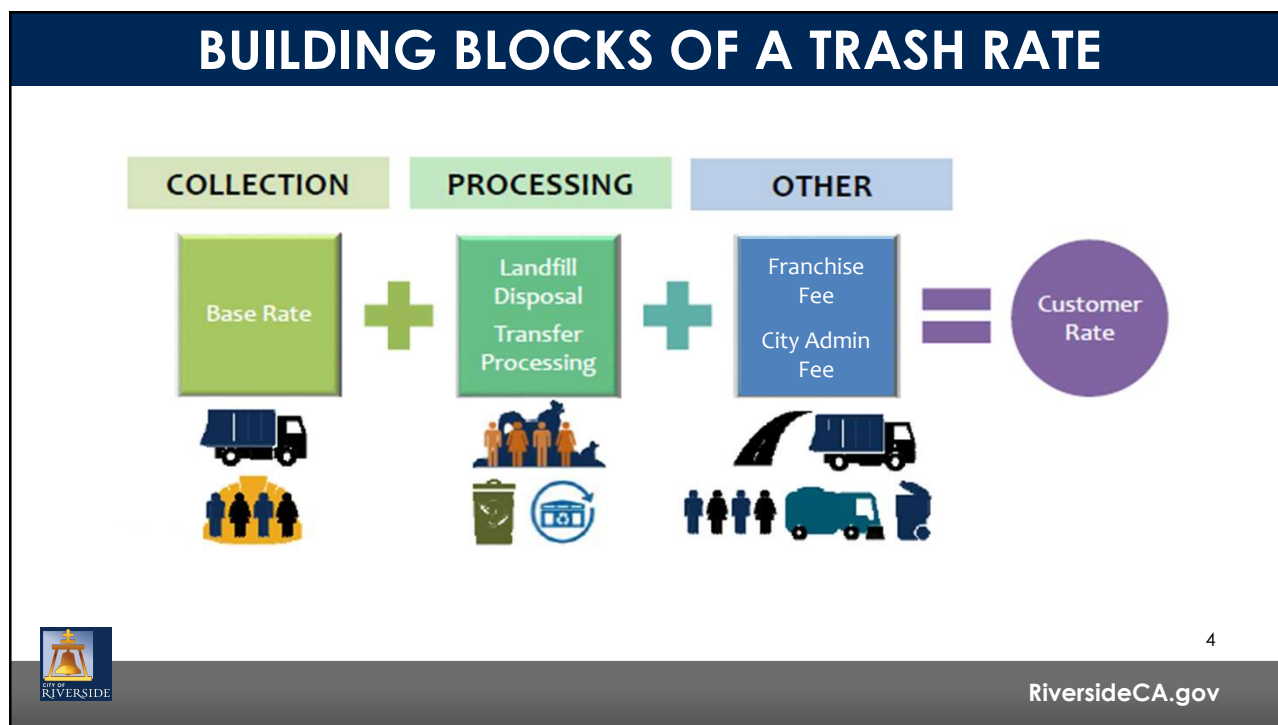 BUILDING BLOCKS OF A TRASH RATE
COLLECTION
PROCESSING
OTHER
Base Rate
Landfill
Disposal
Transfer
Processing
Franchise
Fee
City Admin
Fee
Customer
Rate
4
CITY OF
RIVERSIDE
RiversideCA.gov